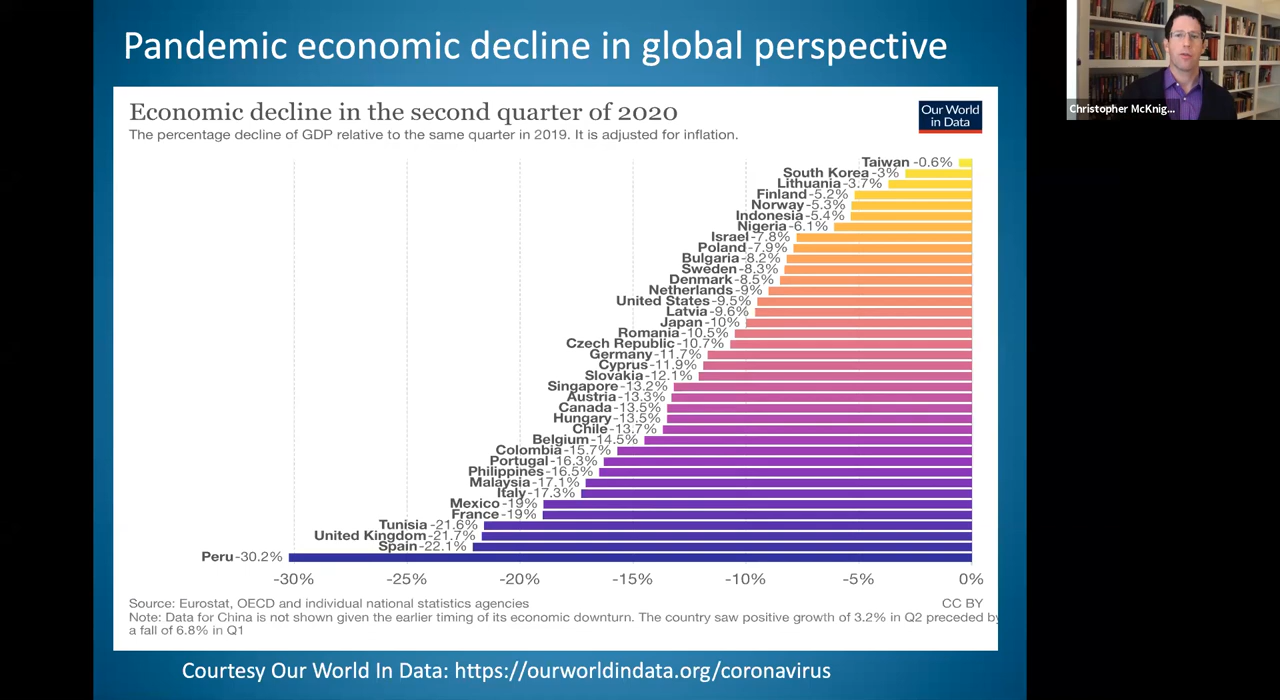 Pandemic economic decline in global perspective
Christopher McKnig...
Economic decline in the second quarter of 2020
The percentage decline of GDP relative to the same quarter in 2019. It is adjusted for inflation.
Our World
in Data
Taiwan -0.6%
South Korea -3%
Lithuania -3.7%
Finland -5.2%
Norway -5.3%
Indonesia -5.4%
Nigeria -6.1%
Israel -7.8%
Poland -7.9%
Bulgaria -8.2%
Sweden -8.3%
Denmark -8.5%
Netherlands -9%
United States -9.5%
Latvia -9.6%
Japan -10%
Romania -10.5%
Czech Republic -10.7%
Germany -11.7%
Cyprus -11.9%
Slovakia -12.1%
Singapore -13.2%
Austria -13.3%
Canada -13.5%
Hungary -13.5%
Chile -13.7%
Belgium -14.5%
Colombia -15.7%
Portugal -16.3%
Philippines -16.5%
Malaysia -17.1%
Italy -17.3%
Mexico -19%
France -19%
Tunisia -21.6%
United Kingdom -21.7%
Spain -22.1%
Peru -30.2%
-30% -25% -20% -15% -10% -5% 0%
Source: Eurostat, OECD and individual national statistics agencies CC BY
Note: Data for China is not shown given the earlier timing of its economic downturn. The country saw positive growth of 3.2% in Q2 preceded by
a fall of 6.8% in Q1
Courtesy Our World In Data: https://ourworldindata.org/coronavirus